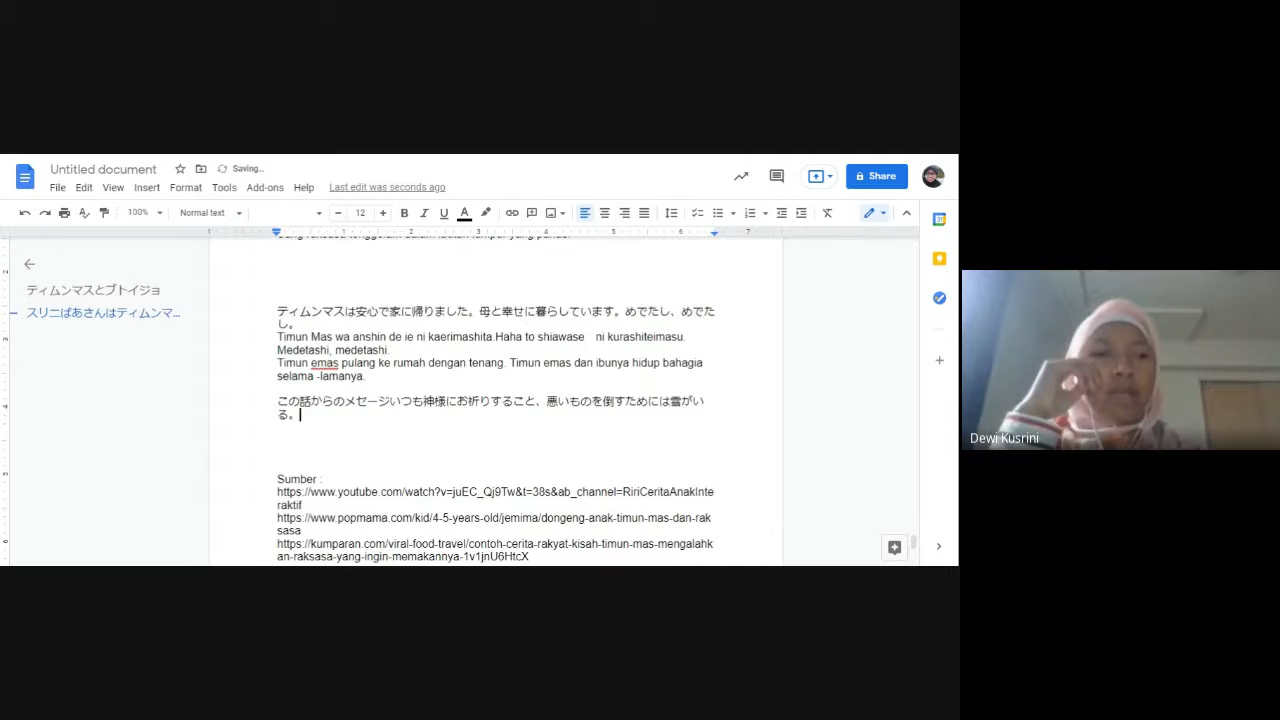 Untitled document
Saving…
File Edit View Insert Format Tools Add-ons Help Last edit was seconds ago
Share
100% Normal text 12
ティムンマスとブトイジョ
スリニばあさんはティムンマ...
ティムンマスは安心で家に帰りました。母と幸せに暮らしています。めでたし、めでた
し。
Timun Mas wa anshin de ie ni kaerimashita.Haha to shiawase ni kurashiteimasu.
Medetashi, medetashi.
Timun emas pulang ke rumah dengan tenang. Timun emas dan ibunya hidup bahagia
selama -lamanya.
この話からのメセージいつも神様にお祈りすること、悪いものを倒すためには雲がい
る。
Sumber :
https://www.youtube.com/watch?v=juEC_Qj9Tw&t=38s&ab_channel=RiriCeritaAnakInte
raktif
https://www.popmama.com/kid/4-5-years-old/jemima/dongeng-anak-timun-mas-dan-rak
sasa
https://kumparan.com/viral-food-travel/contoh-cerita-rakyat-kisah-timun-mas-mengalahk
an-raksasa-yang-ingin-memakannya-1v1jnU6HtcX
Dewi Kusrini